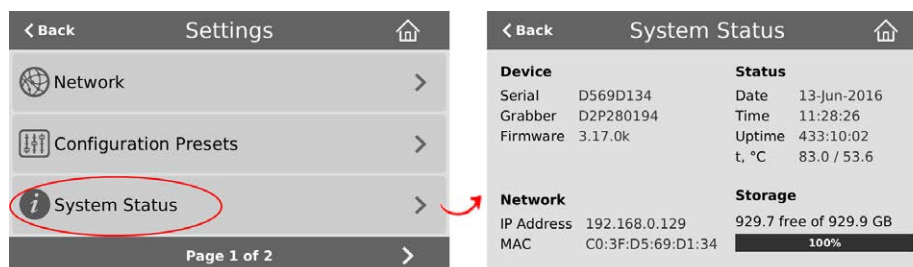 Back Settings
Network
Configuration Presets
i System Status
Page 1 of 2
Back System Status
Device
Serial D569D134
Grabber D2P280194
Firmware 3.17.0k
Status
Date 13-Jun-2016
Time 11:28:26
Uptime 433:10:02
t, °C 83.0 / 53.6
Network
IP Address 192.168.0.129
MAC C0:3F:D5:69:D1:34
Storage
929.7 free of 929.9 GB
100%